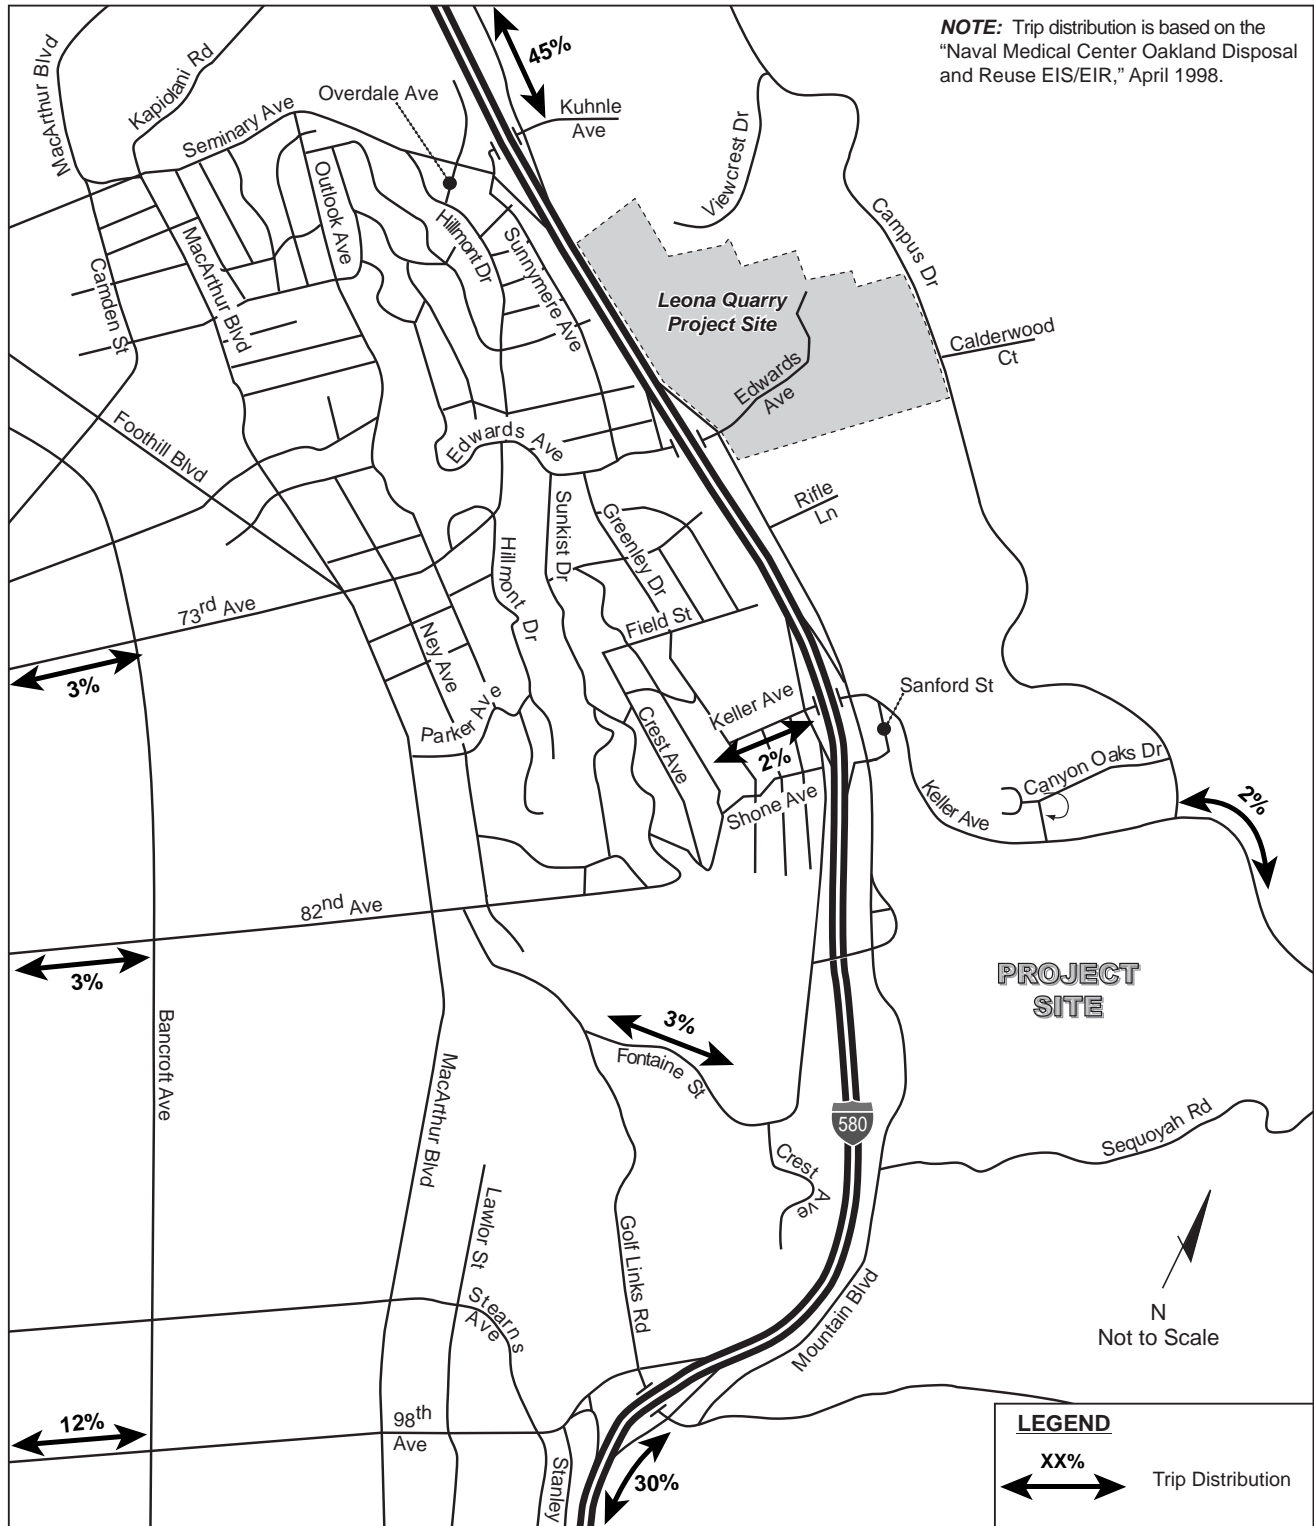 NOTE: Trip distribution is based on the
“Naval Medical Center Oakland Disposal
and Reuse EIS/EIR,” April 1998.
MacArthur Blvd
Kapiolani Rd
Seminary Ave
Overdale Ave
45%
Kuhnle
Ave
Viewcrest Dr
Campus Dr
Outlook Ave
Hillmont Dr
Sunnymere Ave
Camden St
MacArthur Blvd
Leona Quarry
Project Site
Calderwood
Ct
Edwards
Ave
Foothill Blvd
Edwards Ave
Rifle
Ln
Sunkist Dr
Greenley Dr
Hillmont Dr
73rd Ave
Field St
Ney Ave
3%
Parker Ave
Crest Ave
Keller Ave
2%
Shone Ave
Sanford St
Canyon Oaks Dr
Keller Ave
2%
82nd Ave
3%
PROJECT
SITE
3%
Fontaine St
Bancroft Ave
MacArthur Blvd
580
Sequoyah Rd
Crest
Ave
Lawlor St
Golf Links Rd
Stearns
Ave
Mountain Blvd
N
Not to Scale
12%
98th
Ave
Stanley
30%
LEGEND
XX%
Trip Distribution